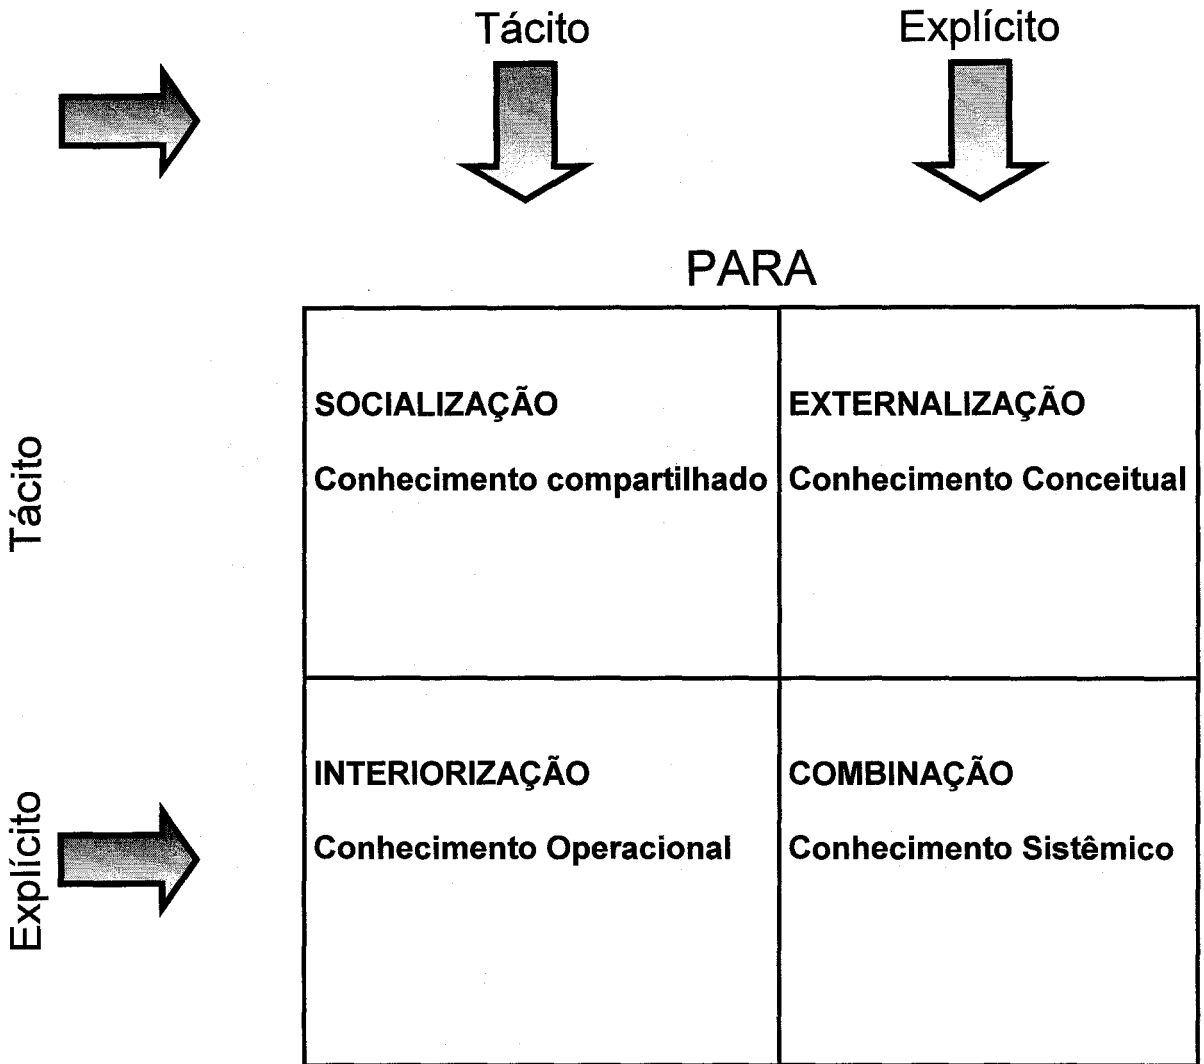 Tácito
Explícito
PARA
Tácito
SOCIALIZAÇÃO
EXTERNALIZAÇÃO
Conhecimento compartilhado
Conhecimento Conceitual
Explícito
INTERIORIZAÇÃO
COMBINAÇÃO
Conhecimento Operacional
Conhecimento Sistêmico